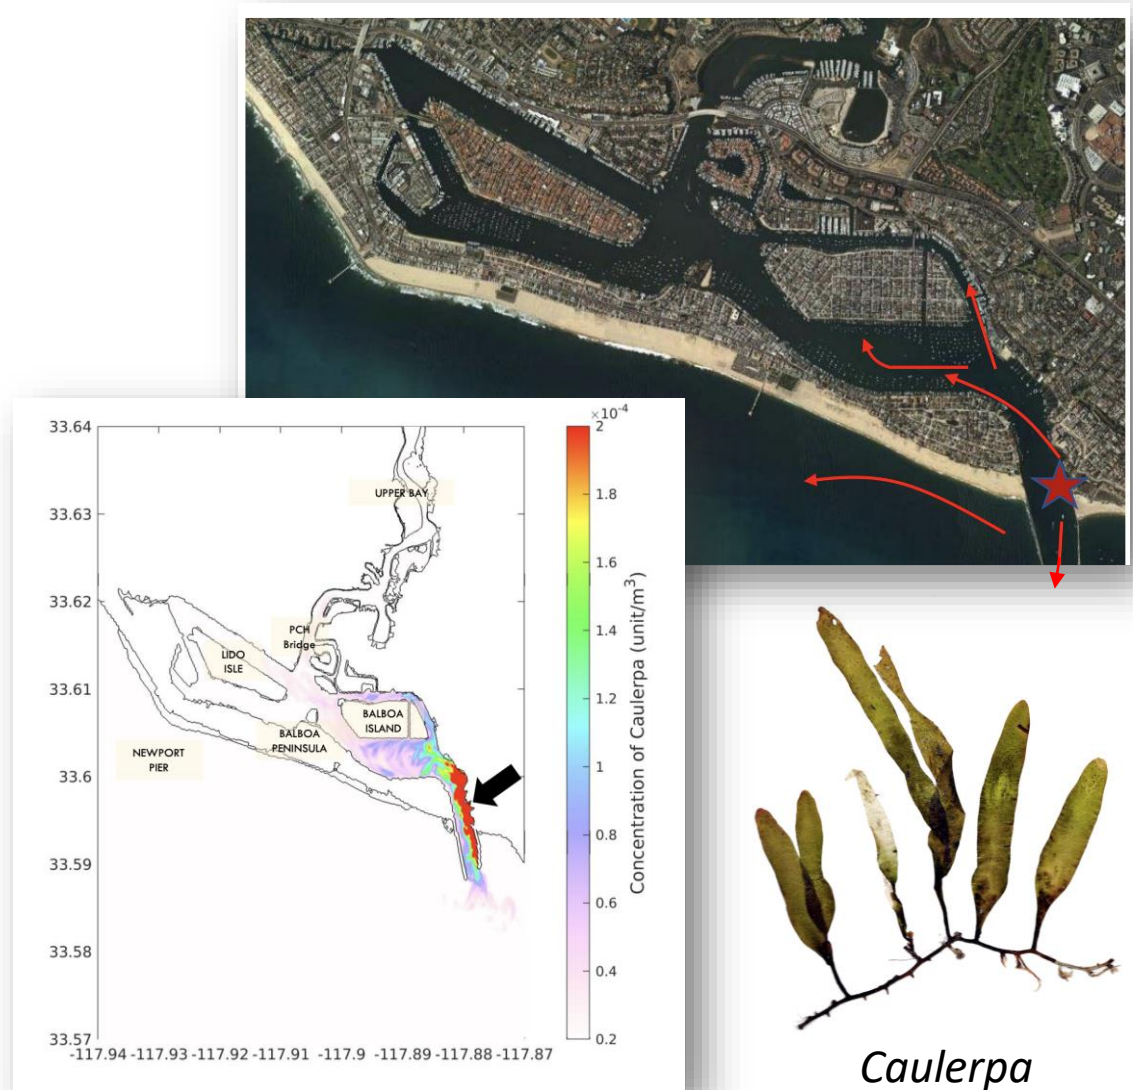 ×10⁻⁴
33.64
33.63
33.62
33.61
33.6
33.59
33.58
33.57
-117.94
-117.93
-117.92
-117.91
-117.9
-117.89
-117.88
-117.87
UPPER BAY
PCH
Bridge
LIDO
ISLE
BALBOA
ISLAND
BALBOA
PENINSULA
NEWPORT
PIER
2
1.8
1.6
1.4
1.2
1
0.8
0.6
0.4
0.2
Concentration of Caulerpa (unit/m³)
Caulerpa